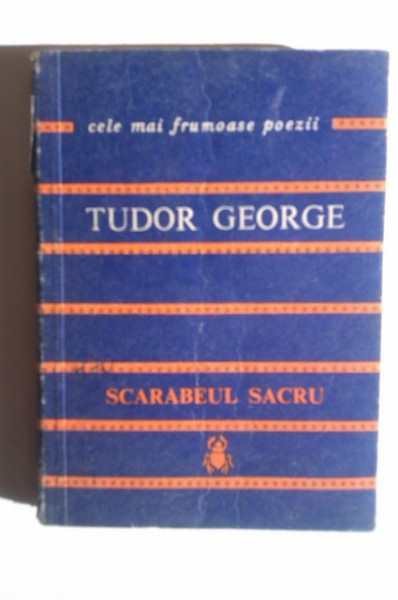 cele mai frumoase poezii
TUDOR GEORGE
SCARABEUL SACRU